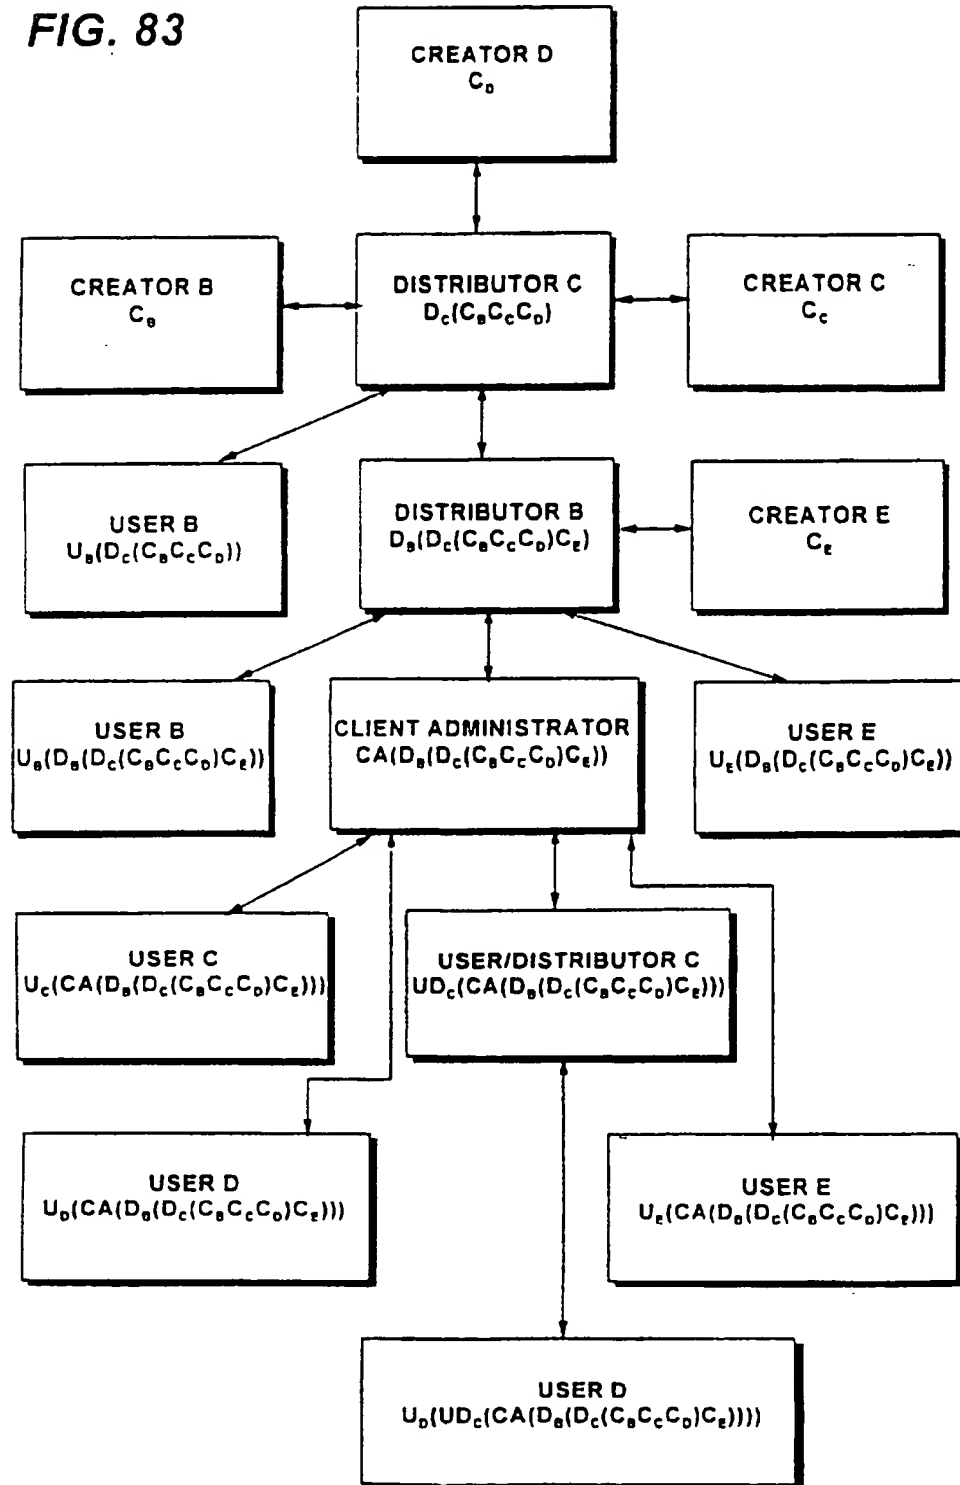 FIG. 83
CREATOR D
C_D
CREATOR B
C_B
DISTRIBUTOR C
D_C(C_BC_CC_D)
CREATOR C
C_C
USER B
U_B(D_C(C_BC_CC_D))
DISTRIBUTOR B
D_B(D_C(C_BC_CC_D)C_E)
CREATOR E
C_E
USER B
U_B(D_B(D_C(C_BC_CC_D)C_E))
CLIENT ADMINISTRATOR
CA(D_B(D_C(C_BC_CC_D)C_E))
USER E
U_E(D_B(D_C(C_BC_CC_D)C_E))
USER C
U_C(CA(D_B(D_C(C_BC_CC_D)C_E)))
USER/DISTRIBUTOR C
UD_C(CA(D_B(D_C(C_BC_CC_D)C_E)))
USER D
U_D(CA(D_B(D_C(C_BC_CC_D)C_E)))
USER E
U_E(CA(D_B(D_C(C_BC_CC_D)C_E)))
USER D
U_D(UD_C(CA(D_B(D_C(C_BC_CC_D)C_E))))